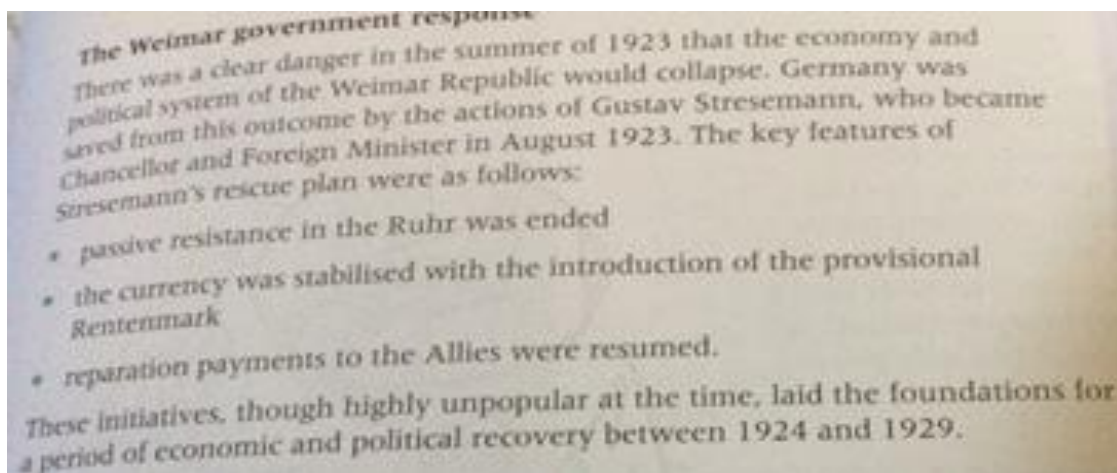 The Weimar government response
There was a clear danger in the summer of 1923 that the economy and
political system of the Weimar Republic would collapse. Germany was
saved from this outcome by the actions of Gustav Stresemann, who became
Chancellor and Foreign Minister in August 1923. The key features of
Stresemann's rescue plan were as follows:
• passive resistance in the Ruhr was ended
• the currency was stabilised with the introduction of the provisional
Rentenmark
• reparation payments to the Allies were resumed.
These initiatives, though highly unpopular at the time, laid the foundations for
a period of economic and political recovery between 1924 and 1929.